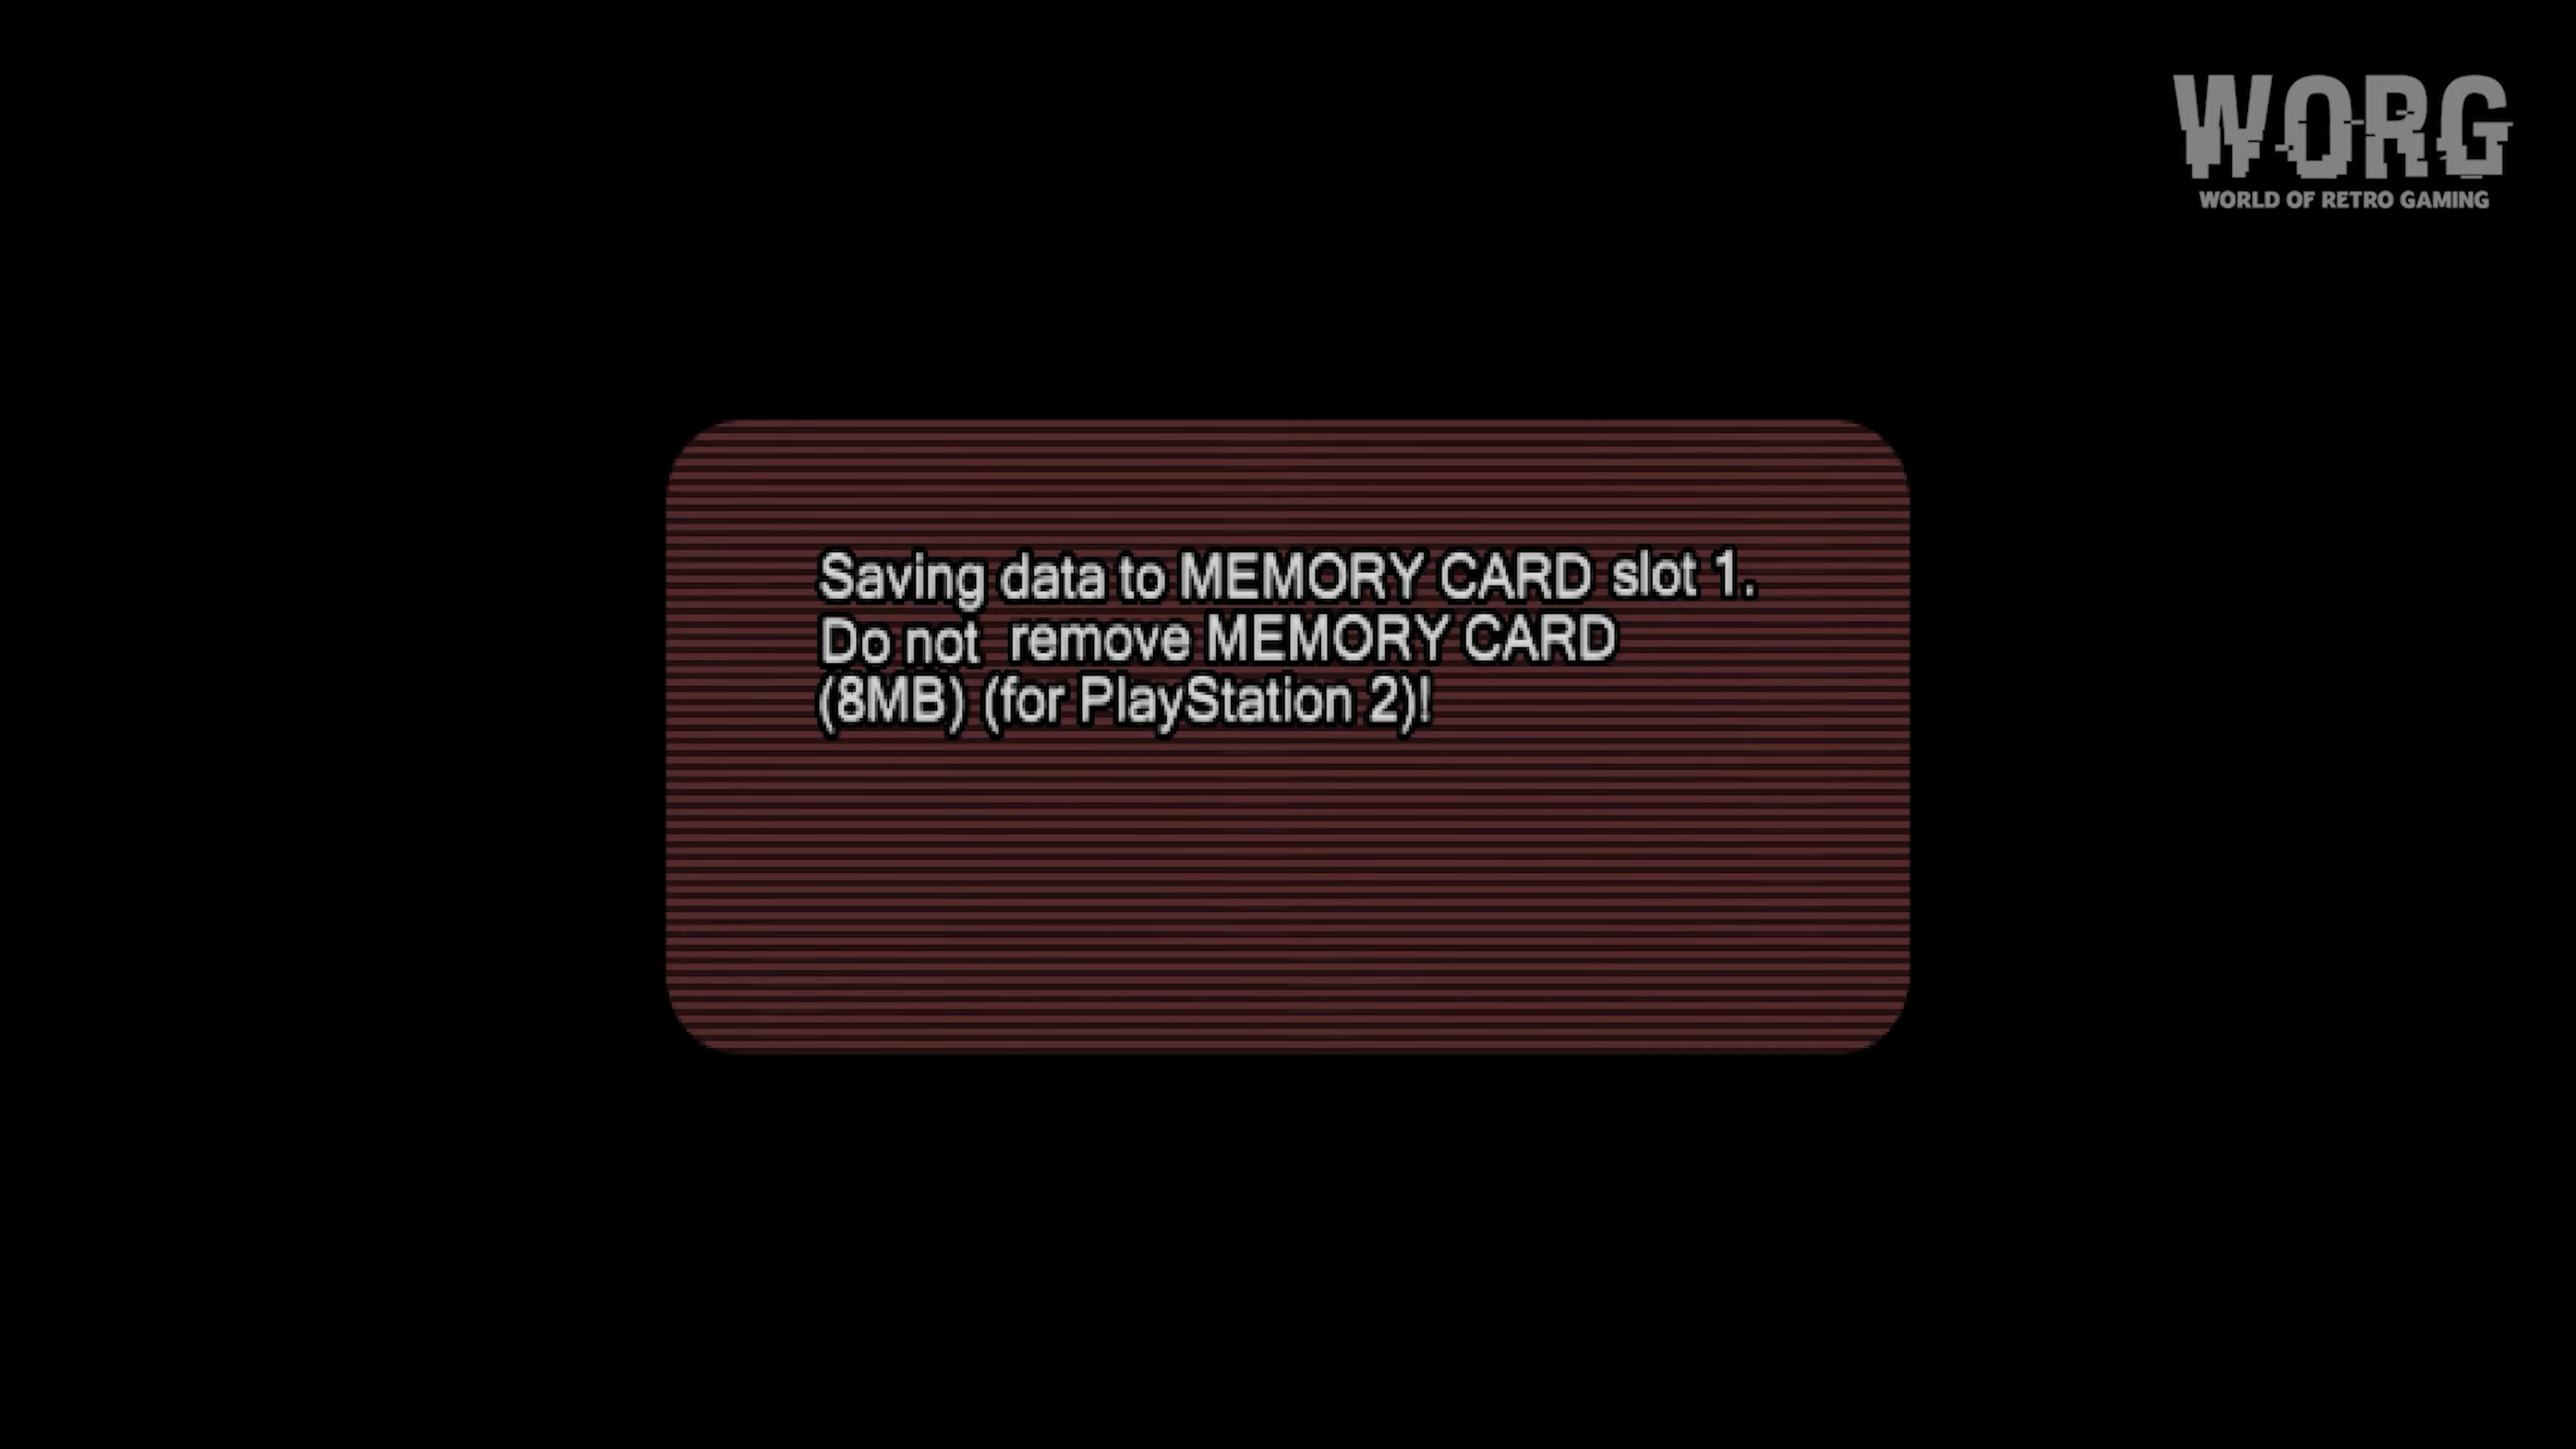 WORG
WORLD OF RETRO GAMING
Saving data to MEMORY CARD slot 1.
Do not remove MEMORY CARD
(8MB) (for PlayStation 2)!